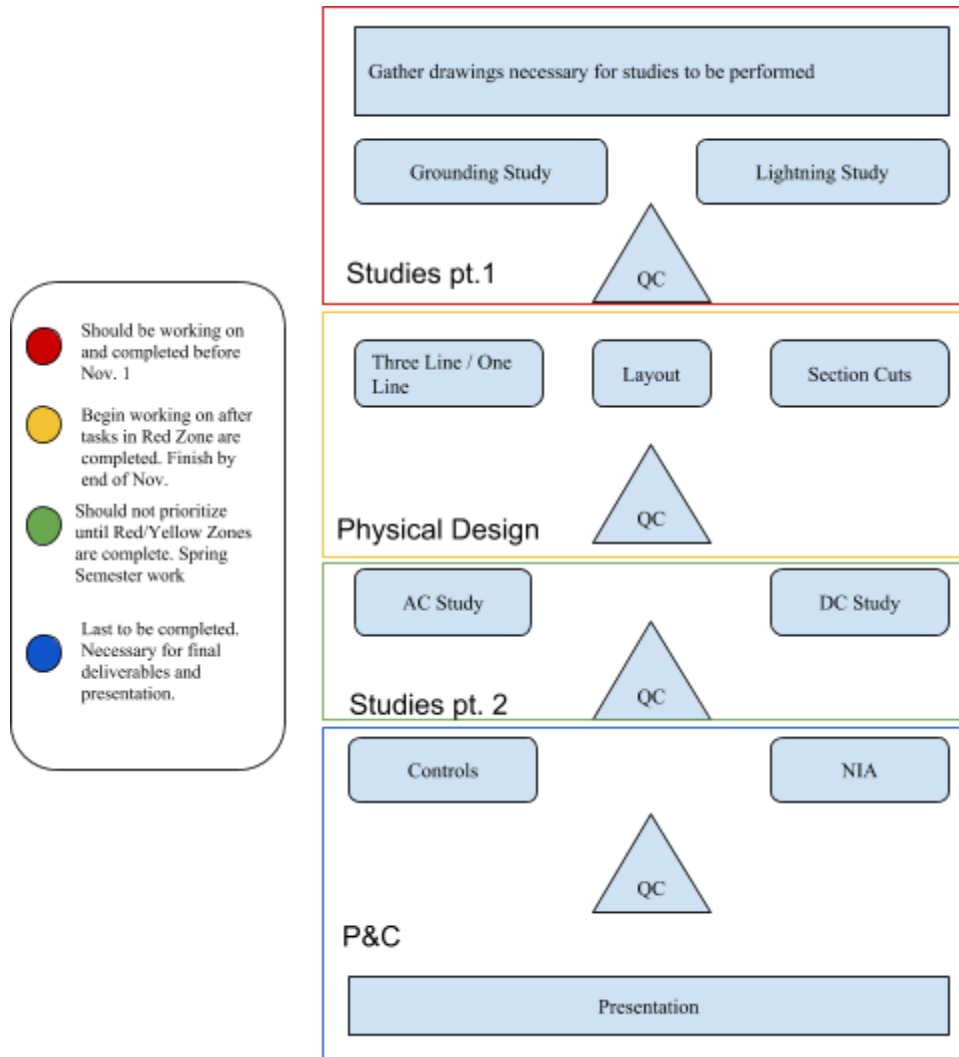 Gather drawings necessary for studies to be performed
Grounding Study
Lightning Study
QC
Studies pt.1
Should be working on
and completed before
Nov. 1
Begin working on after
tasks in Red Zone are
completed. Finish by
end of Nov.
Should not prioritize
until Red/Yellow Zones
are complete. Spring
Semester work
Last to be completed.
Necessary for final
deliverables and
presentation.
Three Line / One
Line
Layout
Section Cuts
QC
Physical Design
AC Study
DC Study
QC
Studies pt. 2
Controls
NIA
QC
P&C
Presentation